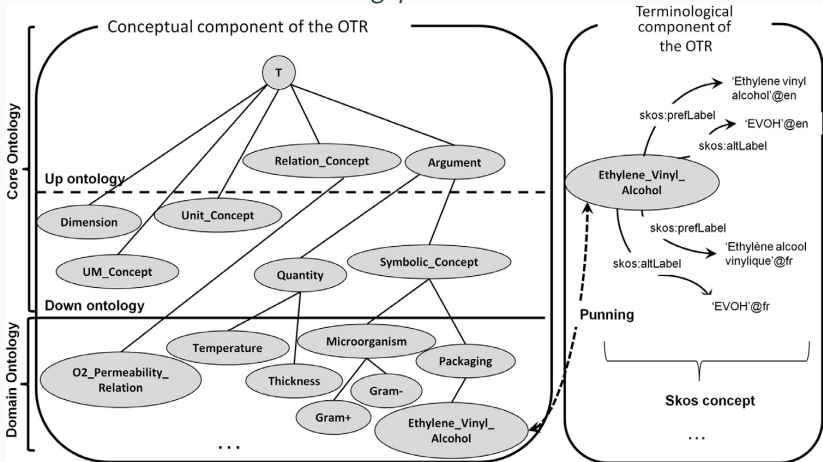 Conceptual component of the OTR
Terminological
component of
the OTR
Core Ontology
Domain Ontology
T
Relation_Concept
Argument
Up ontology
Dimension
Unit_Concept
UM_Concept
Quantity
Symbolic_Concept
Down ontology
Temperature
Microorganism
O2_Permeability_
Relation
Thickness
Packaging
Gram-
Gram+
Ethylene_Vinyl_
Alcohol
...
'Ethylene vinyl
alcohol'@en
skos:prefLabel
'EVOH'@en
skos:altLabel
Ethylene_Vinyl_
Alcohol
skos:prefLabel
skos:altLabel
'Ethylène alcool
vinylique'@fr
'EVOH'@fr
Punning
Skos concept
...